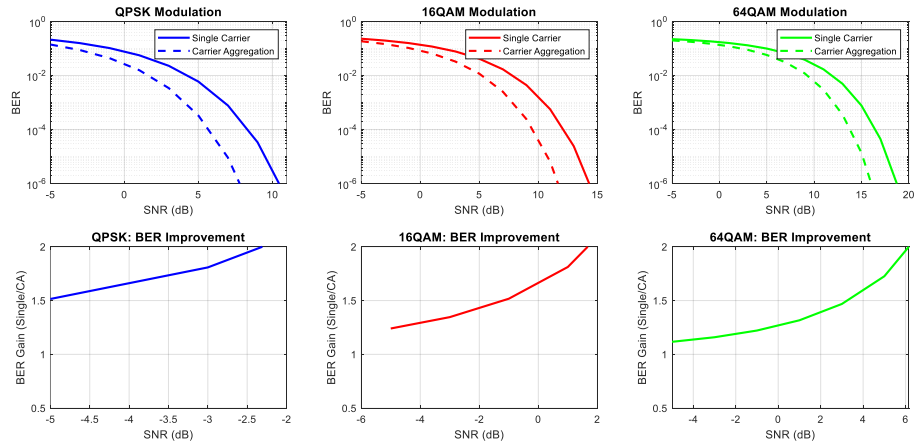 QPSK Modulation
10^0
10^-2
10^-4
10^-6
BER
Single Carrier
Carrier Aggregation
-5 0 5 10
SNR (dB)
16QAM Modulation
10^0
10^-2
10^-4
10^-6
BER
Single Carrier
Carrier Aggregation
-5 0 5 10 15
SNR (dB)
64QAM Modulation
10^0
10^-2
10^-4
10^-6
BER
Single Carrier
Carrier Aggregation
-5 0 5 10 15 20
SNR (dB)
QPSK: BER Improvement
2
1.5
1
0.5
BER Gain (Single/CA)
-5 -4.5 -4 -3.5 -3 -2.5 -2
SNR (dB)
16QAM: BER Improvement
2
1.5
1
0.5
BER Gain (Single/CA)
-6 -4 -2 0 2
SNR (dB)
64QAM: BER Improvement
2
1.5
1
0.5
BER Gain (Single/CA)
-4 -2 0 2 4 6
SNR (dB)